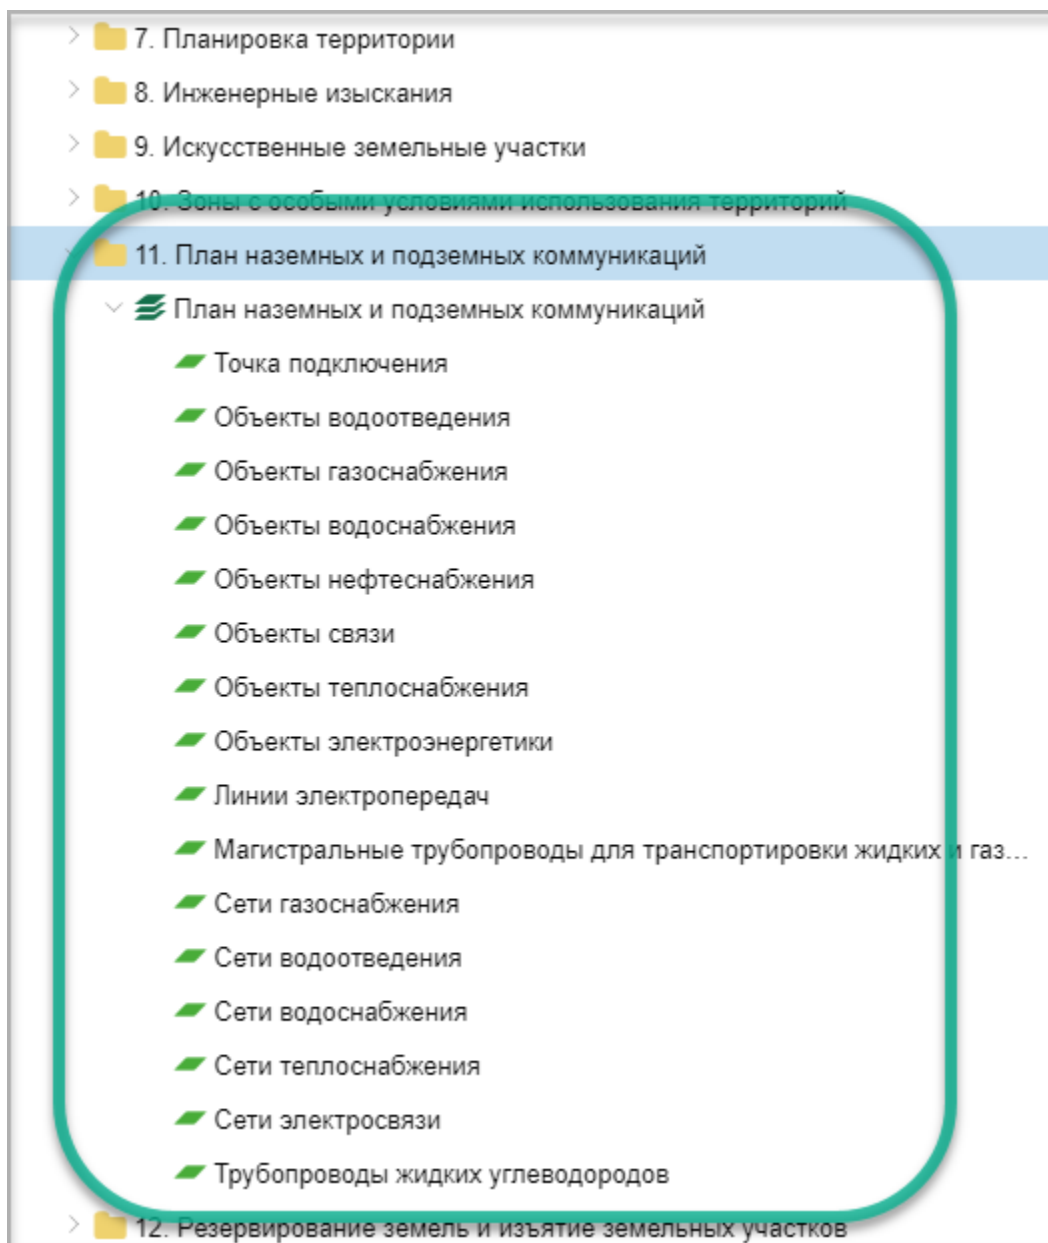 7. Планировка территории
8. Инженерные изыскания
9. Искусственные земельные участки
10. Зоны с особыми условиями использования территорий
11. План наземных и подземных коммуникаций
План наземных и подземных коммуникаций
Точка подключения
Объекты водоотведения
Объекты газоснабжения
Объекты водоснабжения
Объекты нефтеснабжения
Объекты связи
Объекты теплоснабжения
Объекты электроэнергетики
Линии электропередач
Магистральные трубопроводы для транспортировки жидких и газ...
Сети газоснабжения
Сети водоотведения
Сети водоснабжения
Сети теплоснабжения
Сети электросвязи
Трубопроводы жидких углеводородов
12. Резервирование земель и изъятие земельных участков